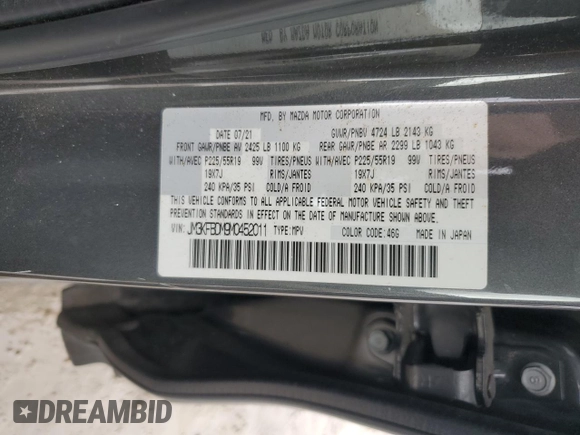 MFD. BY MAZDA MOTOR CORPORATION
DATE 07/21 GVWR/PNBV 4724 LB 2143 KG
FRONT GAWR/PNBE AV 2425 LB 1100 KG REAR GAWR/PNBE AR 2299 LB 1043 KG
WITH/AVEC P225/55R19 99V TIRES/PNEUS WITH/AVEC P225/55R19 99V TIRES/PNEUS
19X7J RIMS/JANTES 19X7J RIMS/JANTES
240 KPA/35 PSI COLD/A FROID 240 KPA/35 PSI COLD/A FROID
THIS VEHICLE CONFORMS TO ALL APPLICABLE FEDERAL MOTOR VEHICLE SAFETY AND THEFT
PREVENTION STANDARDS IN EFFECT ON THE DATE OF MANUFACTURE SHOWN ABOVE.
VIN: JM3KFBDM9M0452011 TYPE:MPV COLOR CODE:46G MADE IN JAPAN
DREAMBID